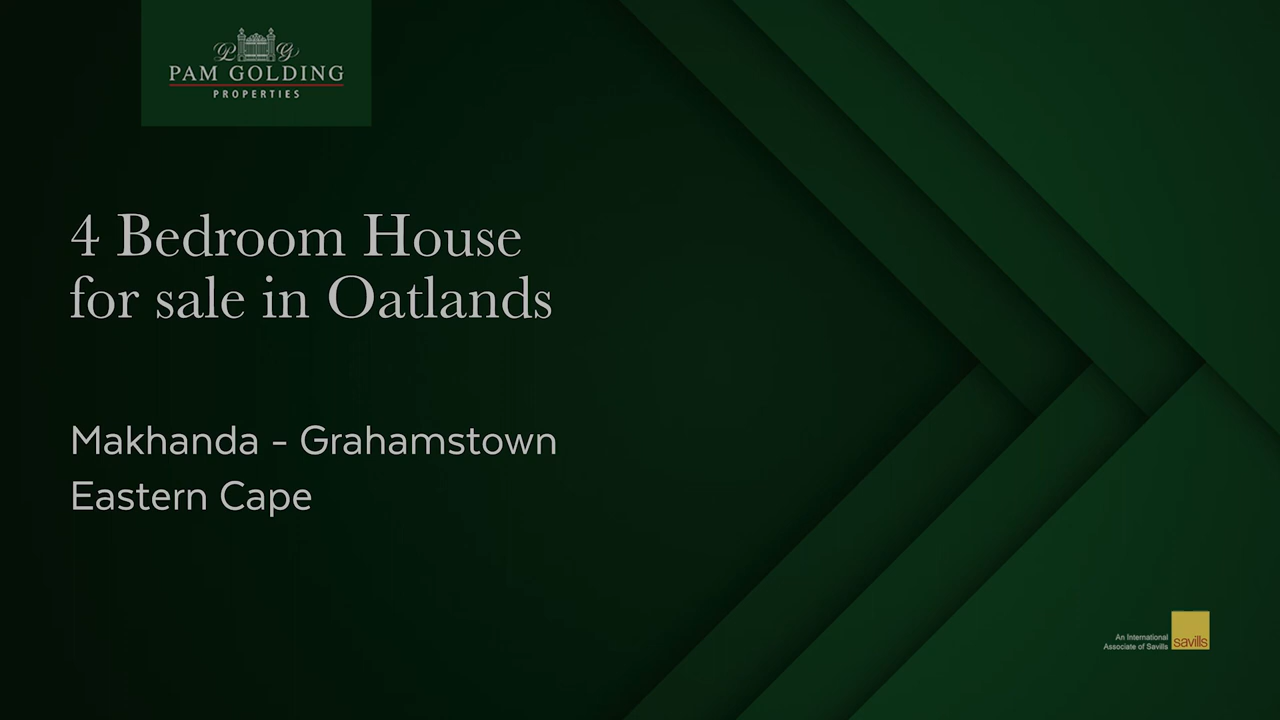 P G
PAM GOLDING
PROPERTIES
4 Bedroom House
for sale in Oatlands
Makhanda - Grahamstown
Eastern Cape
An International
Associate of Savills
savills